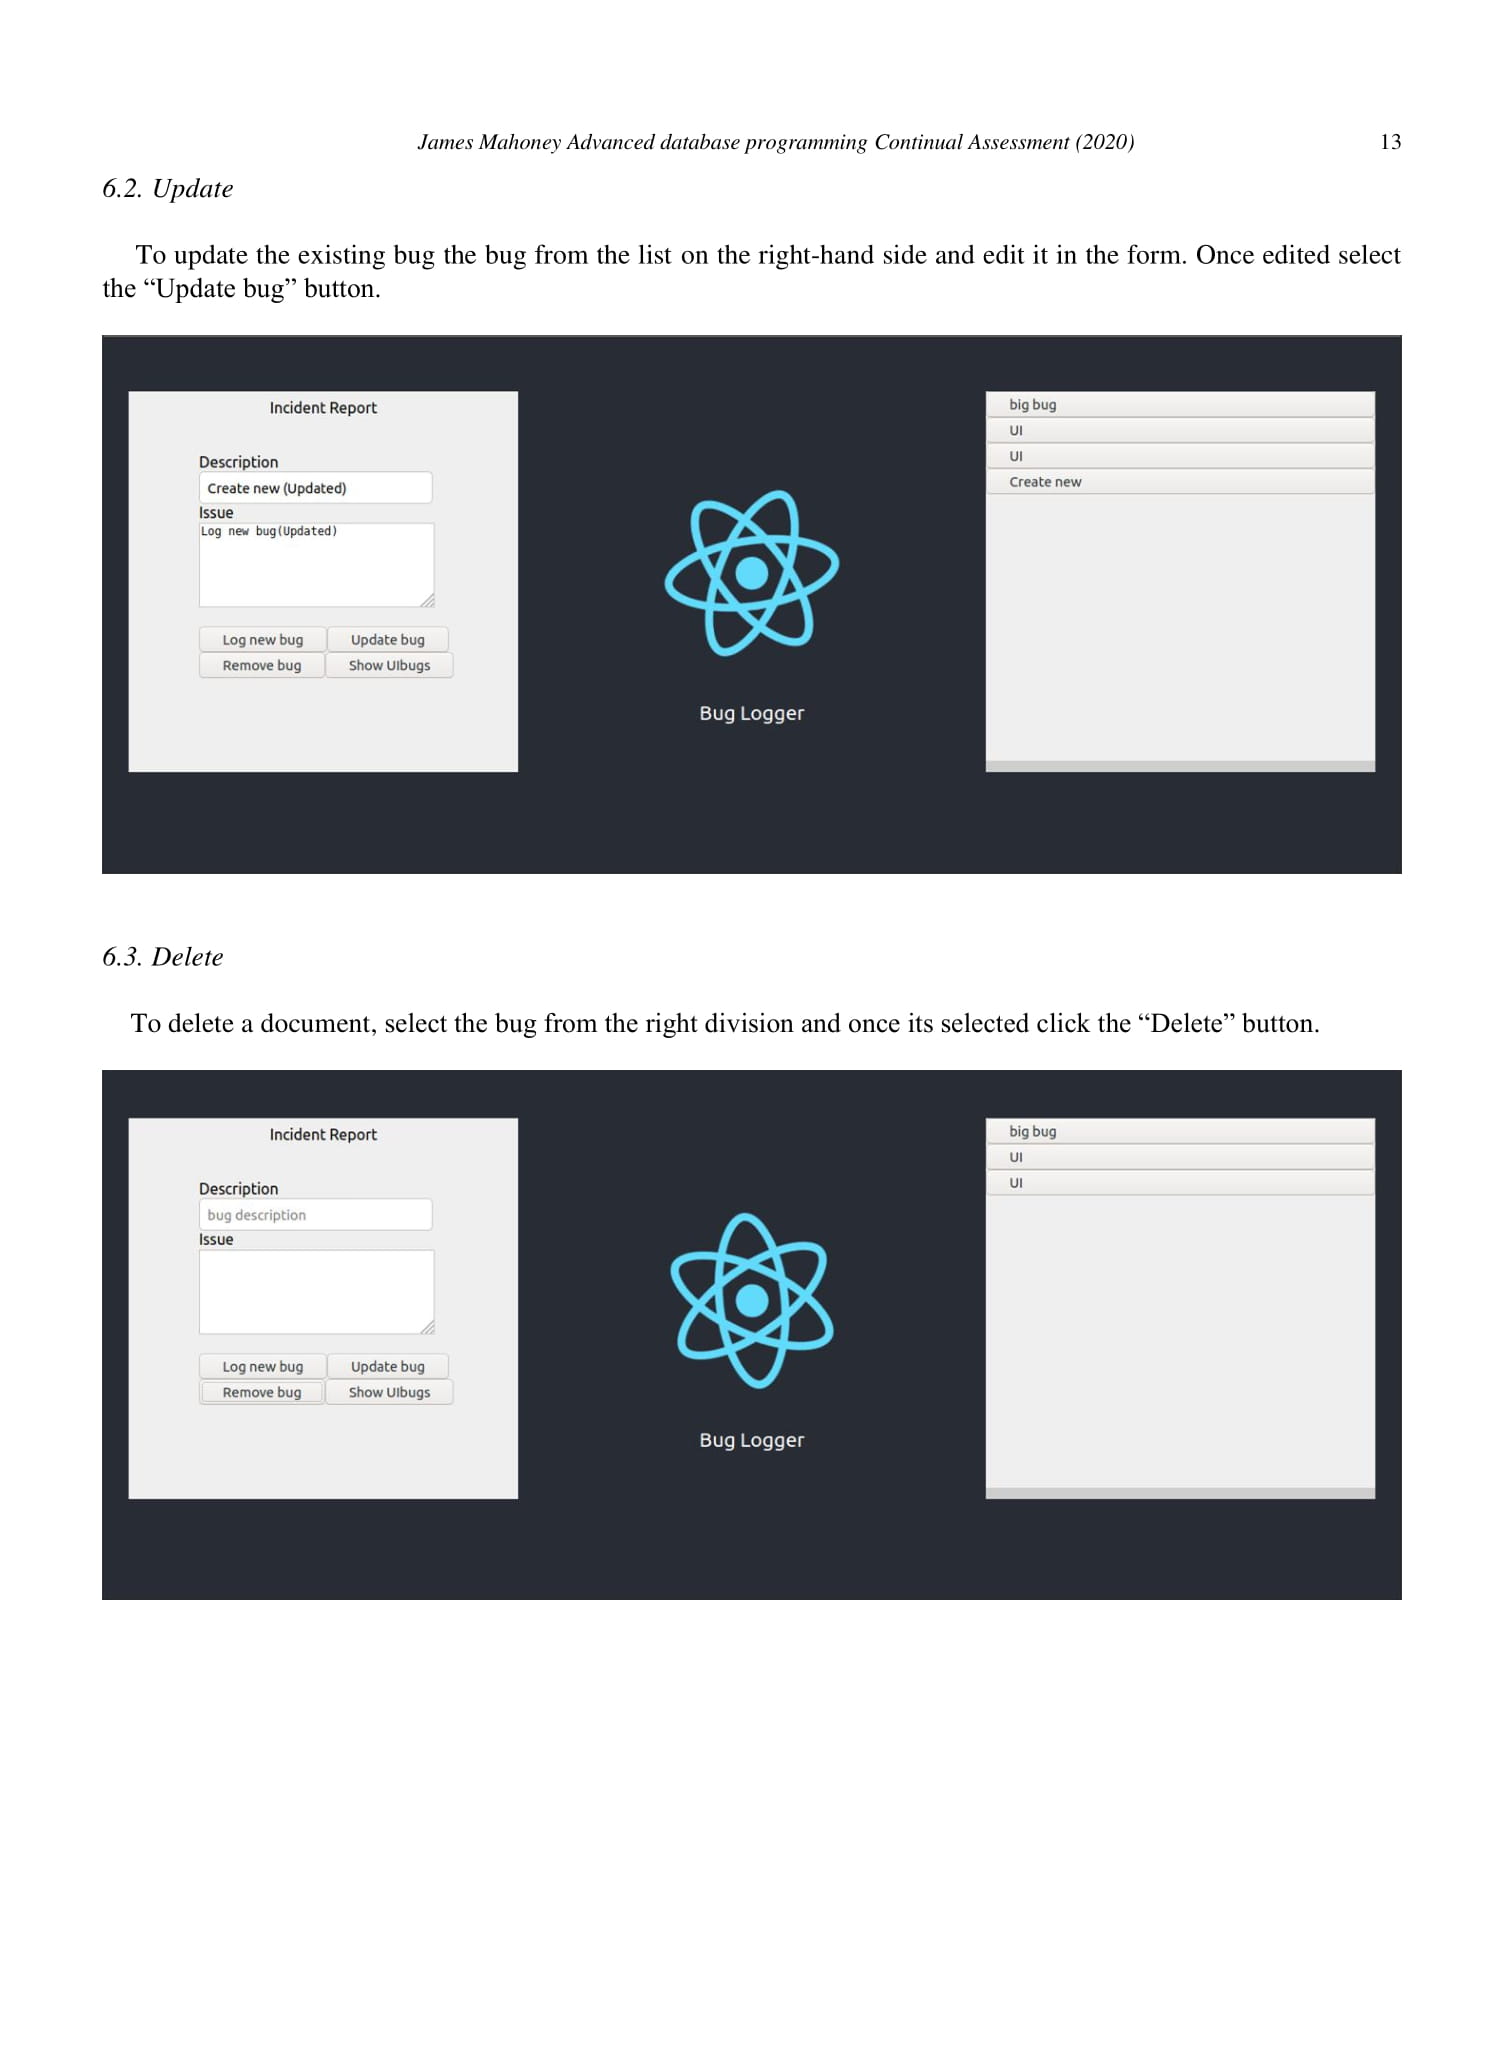 James Mahoney Advanced database programming Continual Assessment (2020) 13
6.2. Update
To update the existing bug the bug from the list on the right-hand side and edit it in the form. Once edited select
the “Update bug” button.
Incident Report
Description
Create new (Updated)
Issue
Log new bug(Updated)
Log new bug Update bug
Remove bug Show UIbugs
Bug Logger
big bug
UI
UI
Create new
6.3. Delete
To delete a document, select the bug from the right division and once its selected click the “Delete” button.
Incident Report
Description
bug description
Issue
Log new bug Update bug
Remove bug Show UIbugs
Bug Logger
big bug
UI
UI